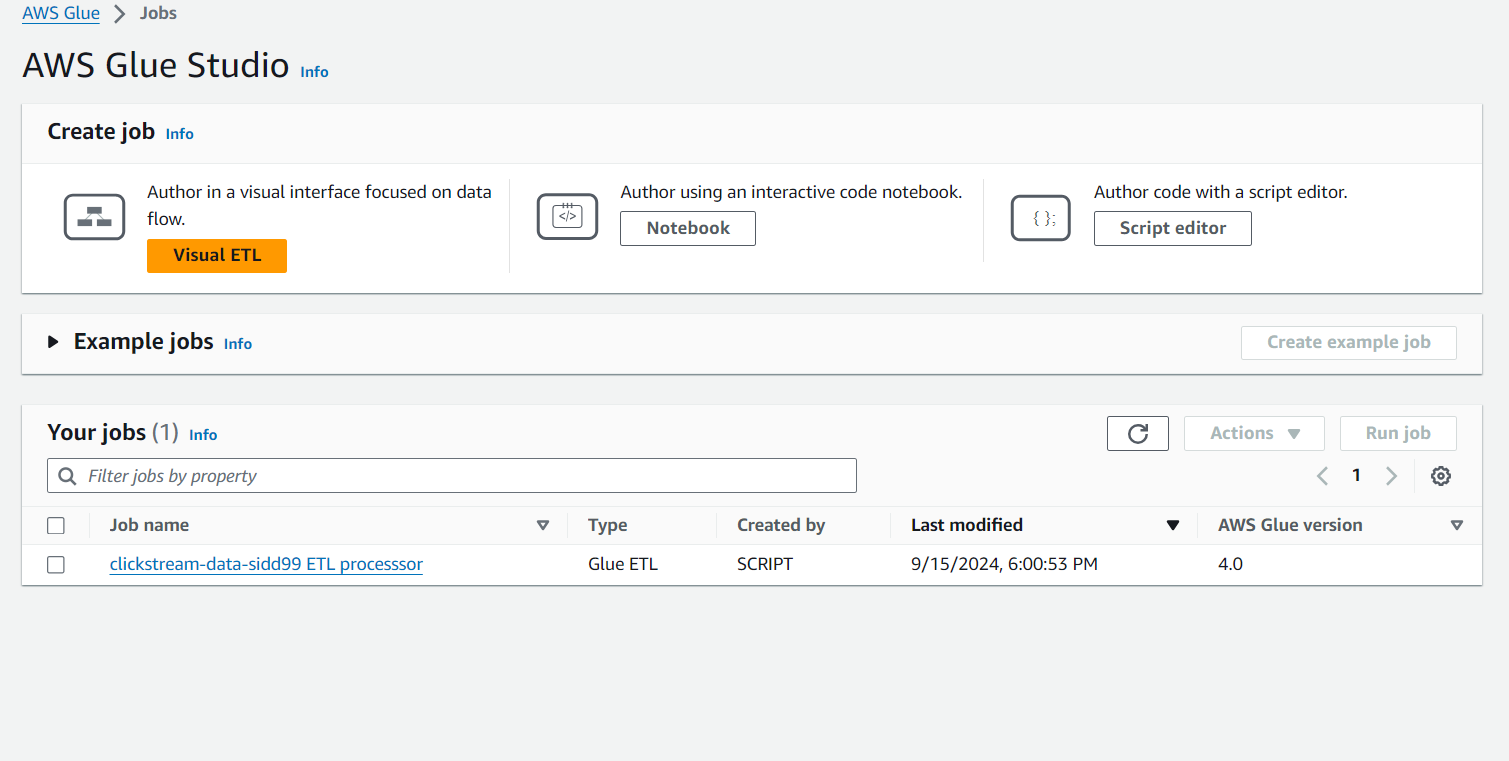 AWS Glue > Jobs
AWS Glue Studio Info
Create job Info
Author in a visual interface focused on data
flow.
Visual ETL
</>
Author using an interactive code notebook.
Notebook
{ };
Author code with a script editor.
Script editor
Example jobs Info
Create example job
Your jobs (1) Info
Actions
Run job
Filter jobs by property
1
Job name Type Created by Last modified AWS Glue version
clickstream-data-sidd99 ETL processsor Glue ETL SCRIPT 9/15/2024, 6:00:53 PM 4.0